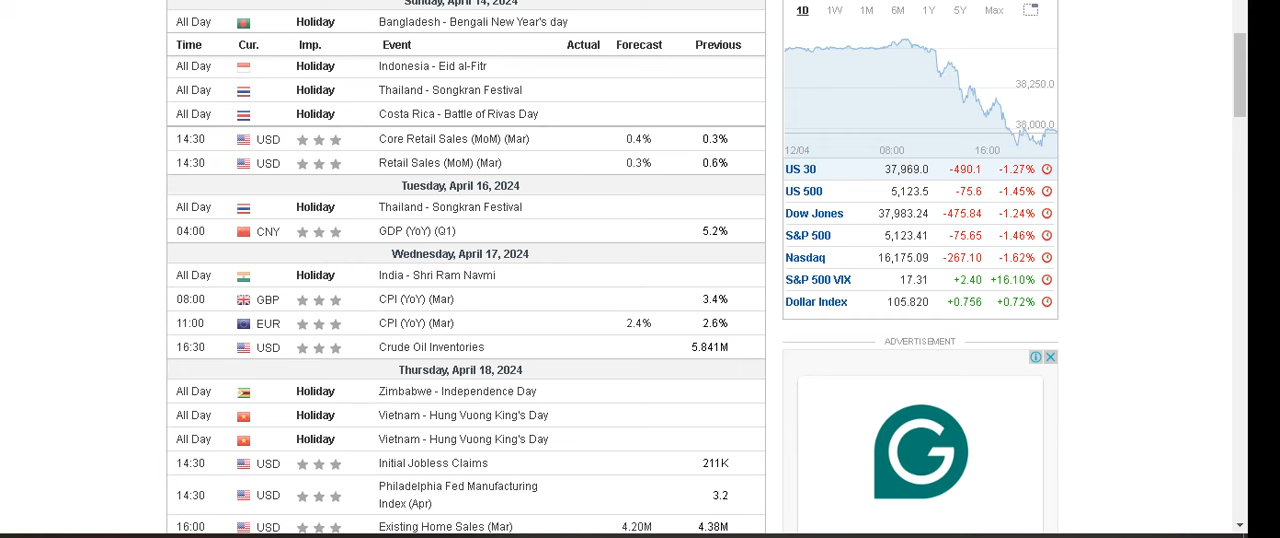 Sunday, April 14, 2024
All Day Holiday Bangladesh - Bengali New Year's day
Time Cur. Imp. Event Actual Forecast Previous
All Day Holiday Indonesia - Eid al-Fitr
All Day Holiday Thailand - Songkran Festival
All Day Holiday Costa Rica - Battle of Rivas Day
14:30 USD Core Retail Sales (MoM) (Mar) 0.4% 0.3%
14:30 USD Retail Sales (MoM) (Mar) 0.3% 0.6%
Tuesday, April 16, 2024
All Day Holiday Thailand - Songkran Festival
04:00 CNY GDP (YoY) (Q1) 5.2%
Wednesday, April 17, 2024
All Day Holiday India - Shri Ram Navmi
08:00 GBP CPI (YoY) (Mar) 3.4%
11:00 EUR CPI (YoY) (Mar) 2.4% 2.6%
16:30 USD Crude Oil Inventories 5.841M
Thursday, April 18, 2024
All Day Holiday Zimbabwe - Independence Day
All Day Holiday Vietnam - Hung Vuong King's Day
All Day Holiday Vietnam - Hung Vuong King's Day
14:30 USD Initial Jobless Claims 211K
14:30 USD Philadelphia Fed Manufacturing 3.2
Index (Apr)
16:00 USD Existing Home Sales (Mar) 4.20M 4.38M
1D 1W 1M 6M 1Y 5Y Max
38,250.0
38,000.0
12/04 08:00 16:00
US 30 37,969.0 -490.1 -1.27%
US 500 5,123.5 -75.6 -1.45%
Dow Jones 37,983.24 -475.84 -1.24%
S&P 500 5,123.41 -75.65 -1.46%
Nasdaq 16,175.09 -267.10 -1.62%
S&P 500 VIX 17.31 +2.40 +16.10%
Dollar Index 105.820 +0.756 +0.72%
ADVERTISEMENT
G